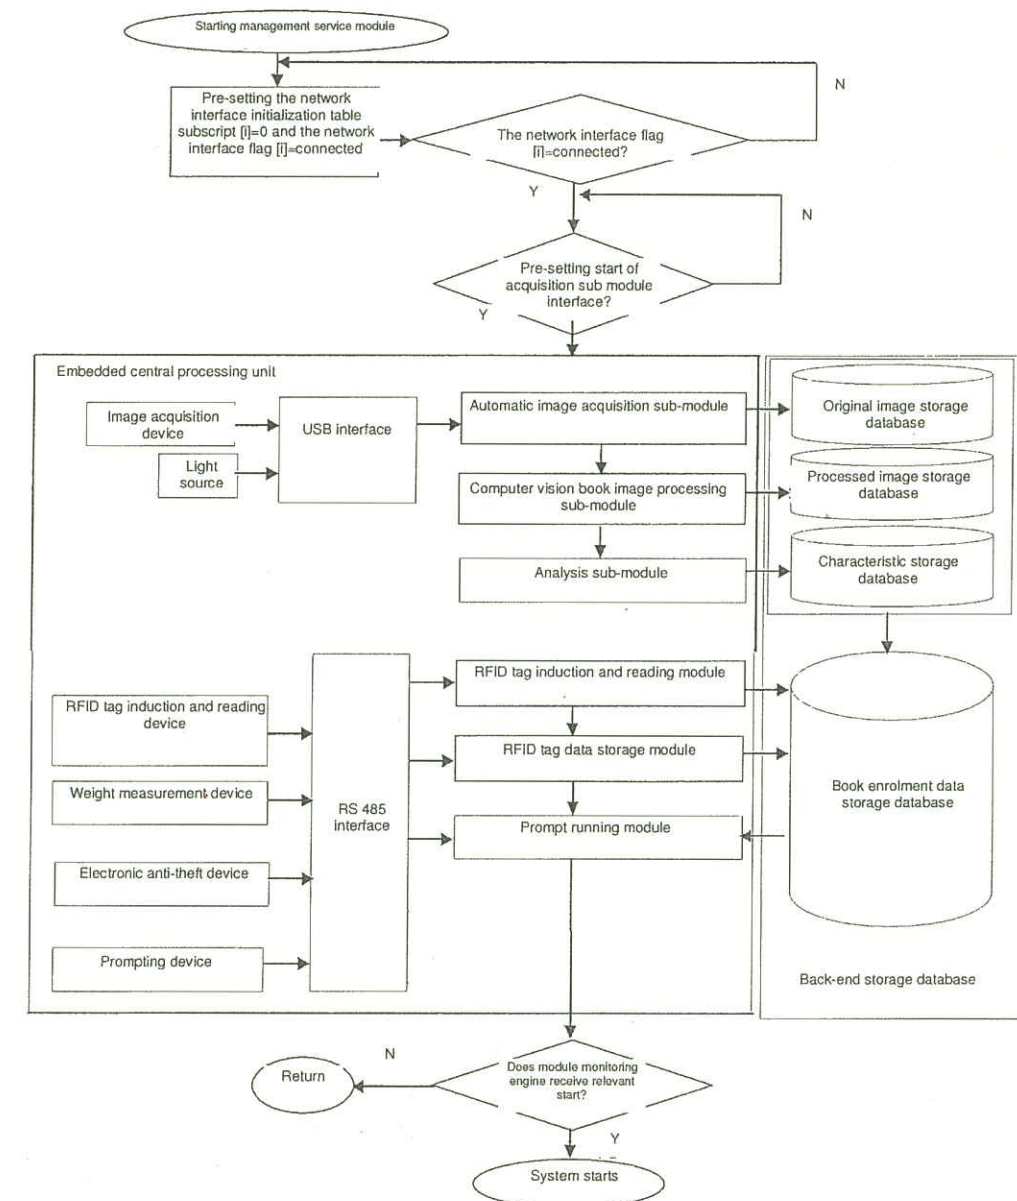 Starting management service module
N
Pre-setting the network
interface initialization table
subscript [i]=0 and the network
interface flag [i]=connected
The network interface flag
[i]=connected?
Y
N
Pre-setting start of
acquisition sub module
interface?
Y
Embedded central processing unit
Image acquisition
device
Light
source
USB interface
Automatic image acquisition sub-module
Computer vision book image processing
sub-module
Analysis sub-module
Original image storage
database
Processed image storage
database
Characteristic storage
database
RFID tag induction and reading
device
Weight measurement device
Electronic anti-theft device
Prompting device
RS 485
interface
RFID tag induction and reading module
RFID tag data storage module
Prompt running module
Book enrolment data
storage database
Back-end storage database
Does module monitoring
engine receive relevant
start?
N
Return
Y
System starts